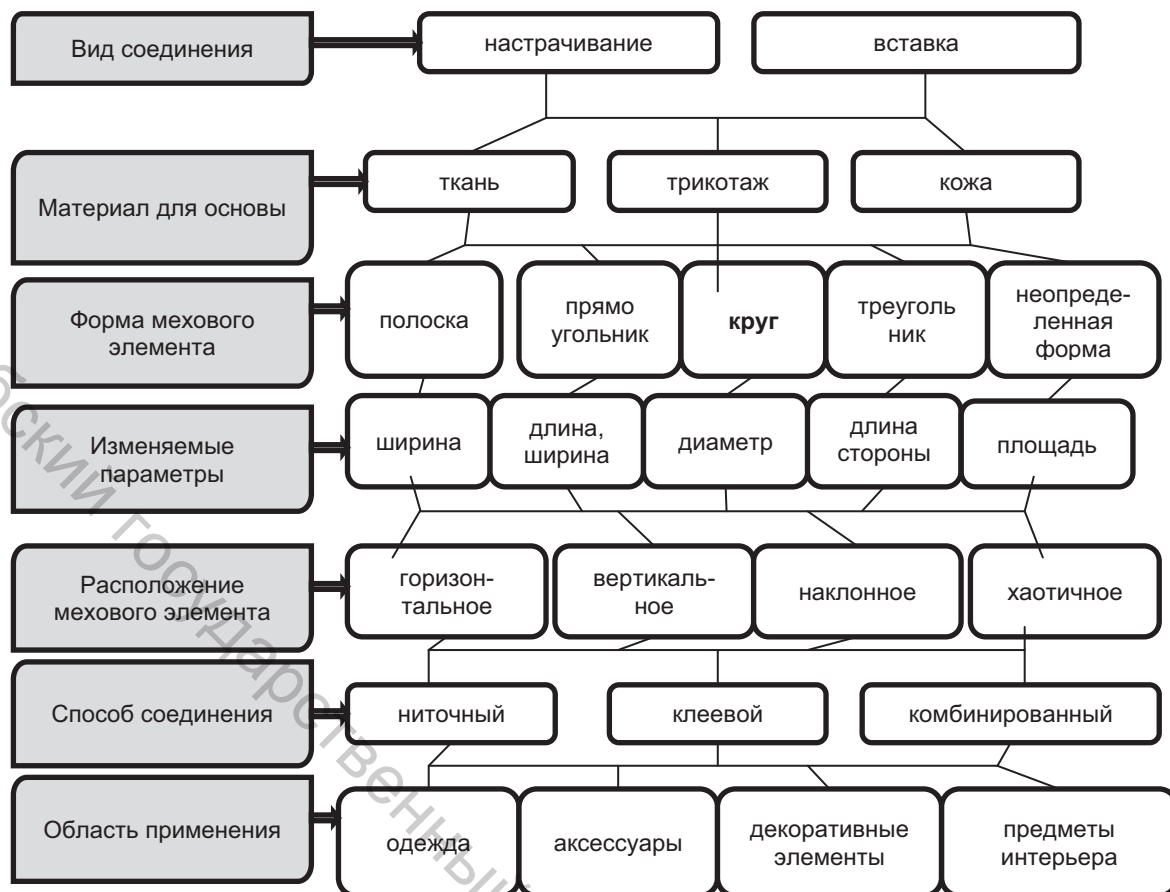 Вид соединения
настрачивание
вставка
Материал для основы
ткань
трикотаж
кожа
Форма мехового
элемента
полоска
прямо
угольник
круг
треуголь
ник
неопреде-
ленная
форма
Изменяемые
параметры
ширина
длина,
ширина
диаметр
длина
стороны
площадь
Расположение
мехового элемента
горизон-
тальное
вертикаль-
ное
наклонное
хаотичное
Способ соединения
ниточный
клеевой
комбинированный
Область применения
одежда
аксессуары
декоративные
элементы
предметы
интерьера
государственный